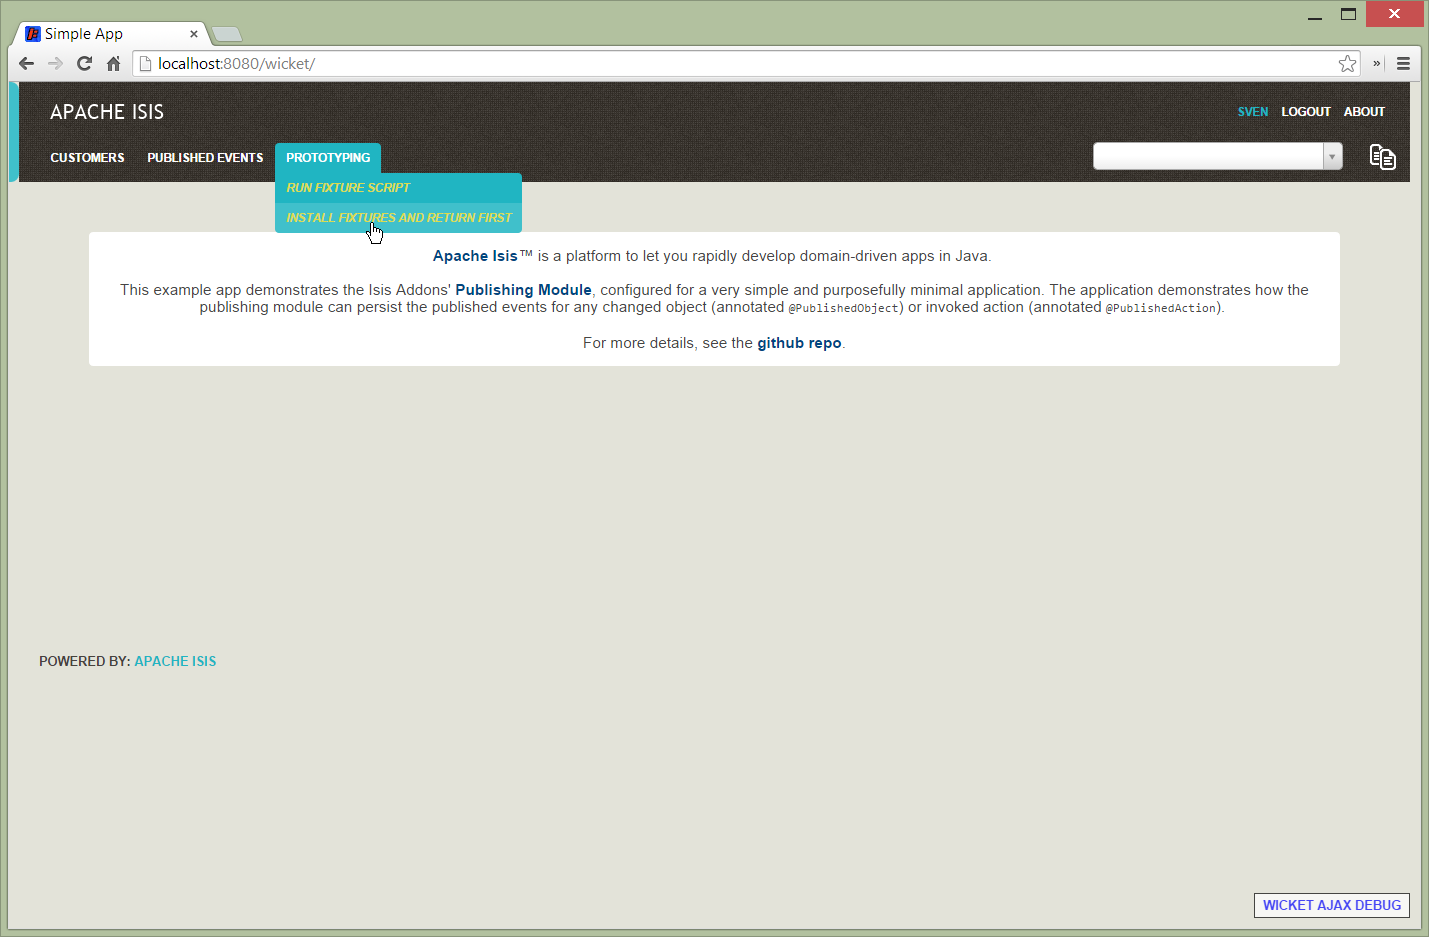 Simple App
localhost:8080/wicket/
APACHE ISIS
SVEN LOGOUT ABOUT
CUSTOMERS PUBLISHED EVENTS PROTOTYPING
RUN FIXTURE SCRIPT
INSTALL FIXTURES AND RETURN FIRST
Apache Isis™ is a platform to let you rapidly develop domain-driven apps in Java.
This example app demonstrates the Isis Addons' Publishing Module, configured for a very simple and purposefully minimal application. The application demonstrates how the
publishing module can persist the published events for any changed object (annotated @PublishedObject) or invoked action (annotated @PublishedAction).
For more details, see the github repo.
POWERED BY: APACHE ISIS
WICKET AJAX DEBUG